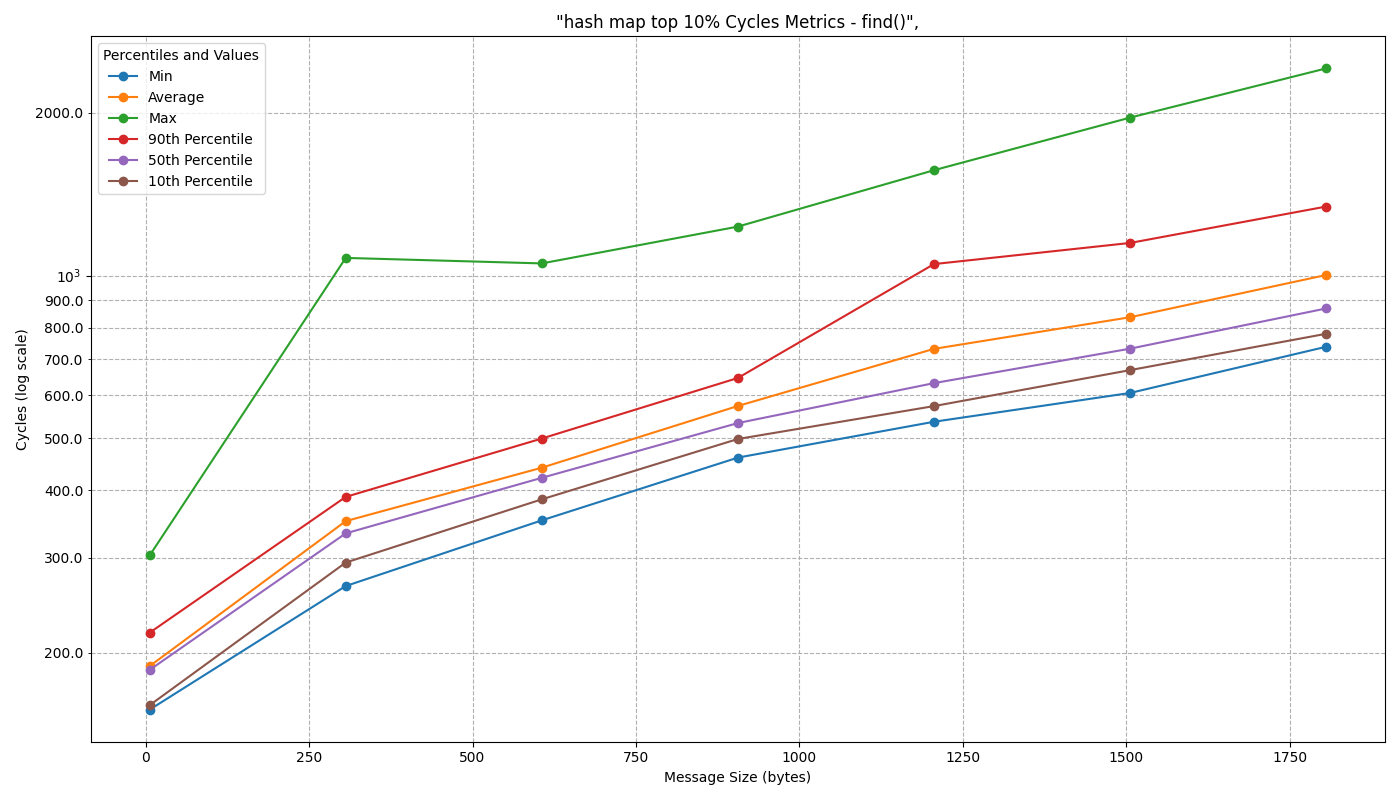 "hash map top 10% Cycles Metrics - find()",
Percentiles and Values
Min
Average
Max
90th Percentile
50th Percentile
10th Percentile
Cycles (log scale)
2000.0
10³
900.0
800.0
700.0
600.0
500.0
400.0
300.0
200.0
0 250 500 750 1000 1250 1500 1750
Message Size (bytes)